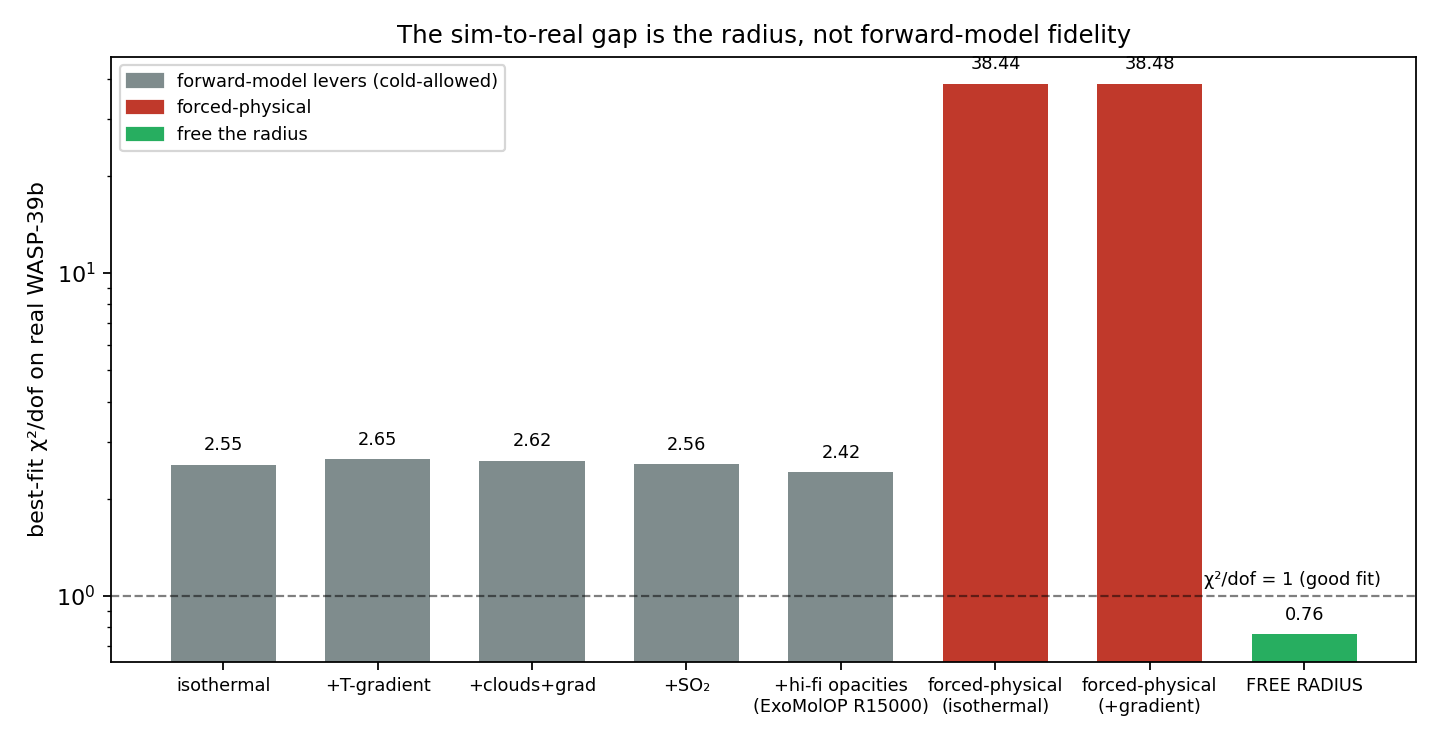 The sim-to-real gap is the radius, not forward-model fidelity
forward-model levers (cold-allowed)
forced-physical
free the radius
best-fit χ²/dof on real WASP-39b
10¹
10⁰
2.55
2.65
2.62
2.56
2.42
38.44
38.48
0.76
χ²/dof = 1 (good fit)
isothermal
+T-gradient
+clouds+grad
+SO₂
+hi-fi opacities
(ExoMolOP R15000)
forced-physical
(isothermal)
forced-physical
(+gradient)
FREE RADIUS